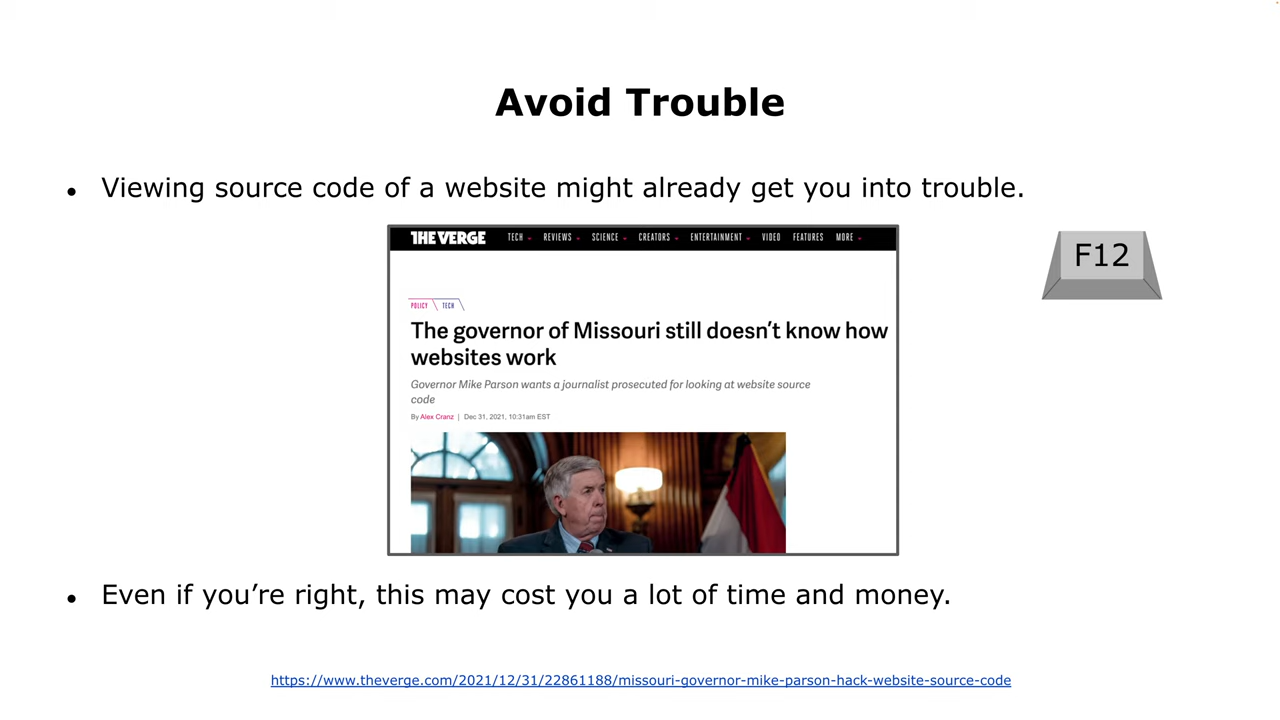 Avoid Trouble
● Viewing source code of a website might already get you into trouble.
THE VERGE TECH REVIEWS SCIENCE CREATORS ENTERTAINMENT VIDEO FEATURES MORE
F12
POLICY TECH
The governor of Missouri still doesn’t know how
websites work
Governor Mike Parson wants a journalist prosecuted for looking at website source
code
By Alex Cranz | Dec 31, 2021, 10:31am EST
● Even if you’re right, this may cost you a lot of time and money.
https://www.theverge.com/2021/12/31/22861188/missouri-governor-mike-parson-hack-website-source-code